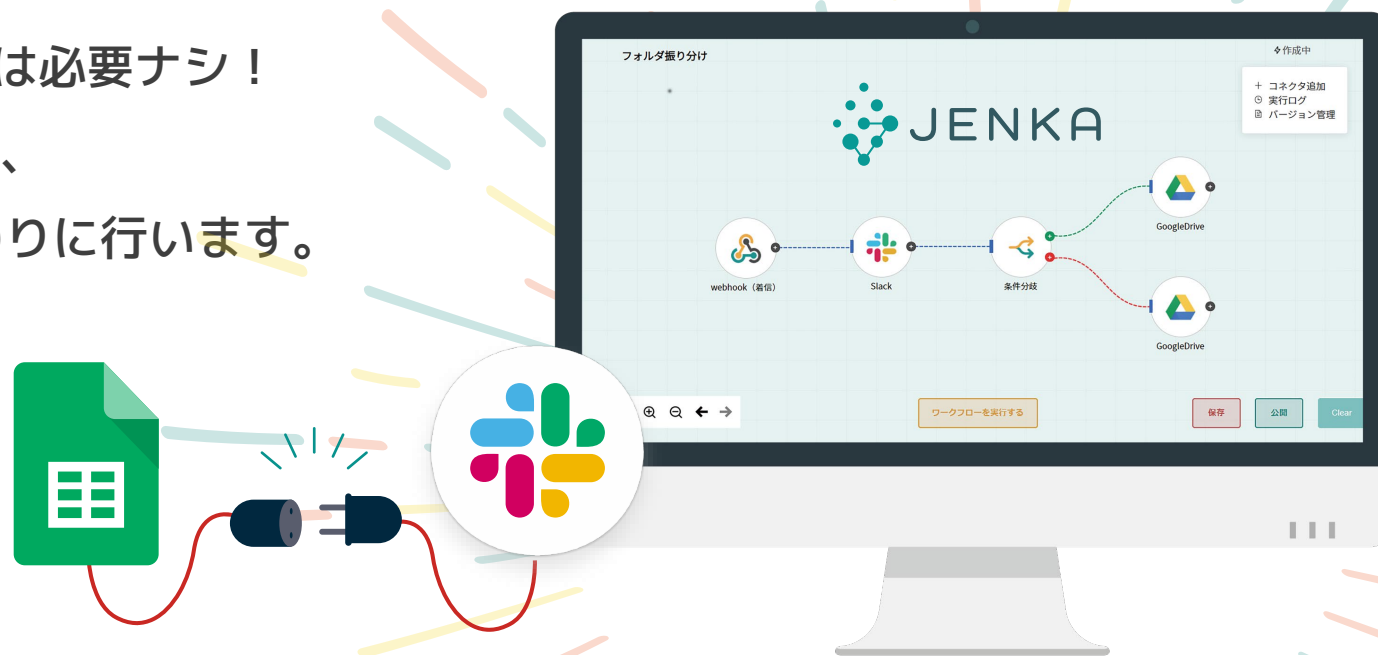 は必要ナシ！
、
りに行います。
フォルダ振り分け
作成中
コネクタ追加
実行ログ
バージョン管理
JENKA
GoogleDrive
webhook（着信）
Slack
条件分岐
GoogleDrive
ワークフローを実行する
保存
公開
Clear